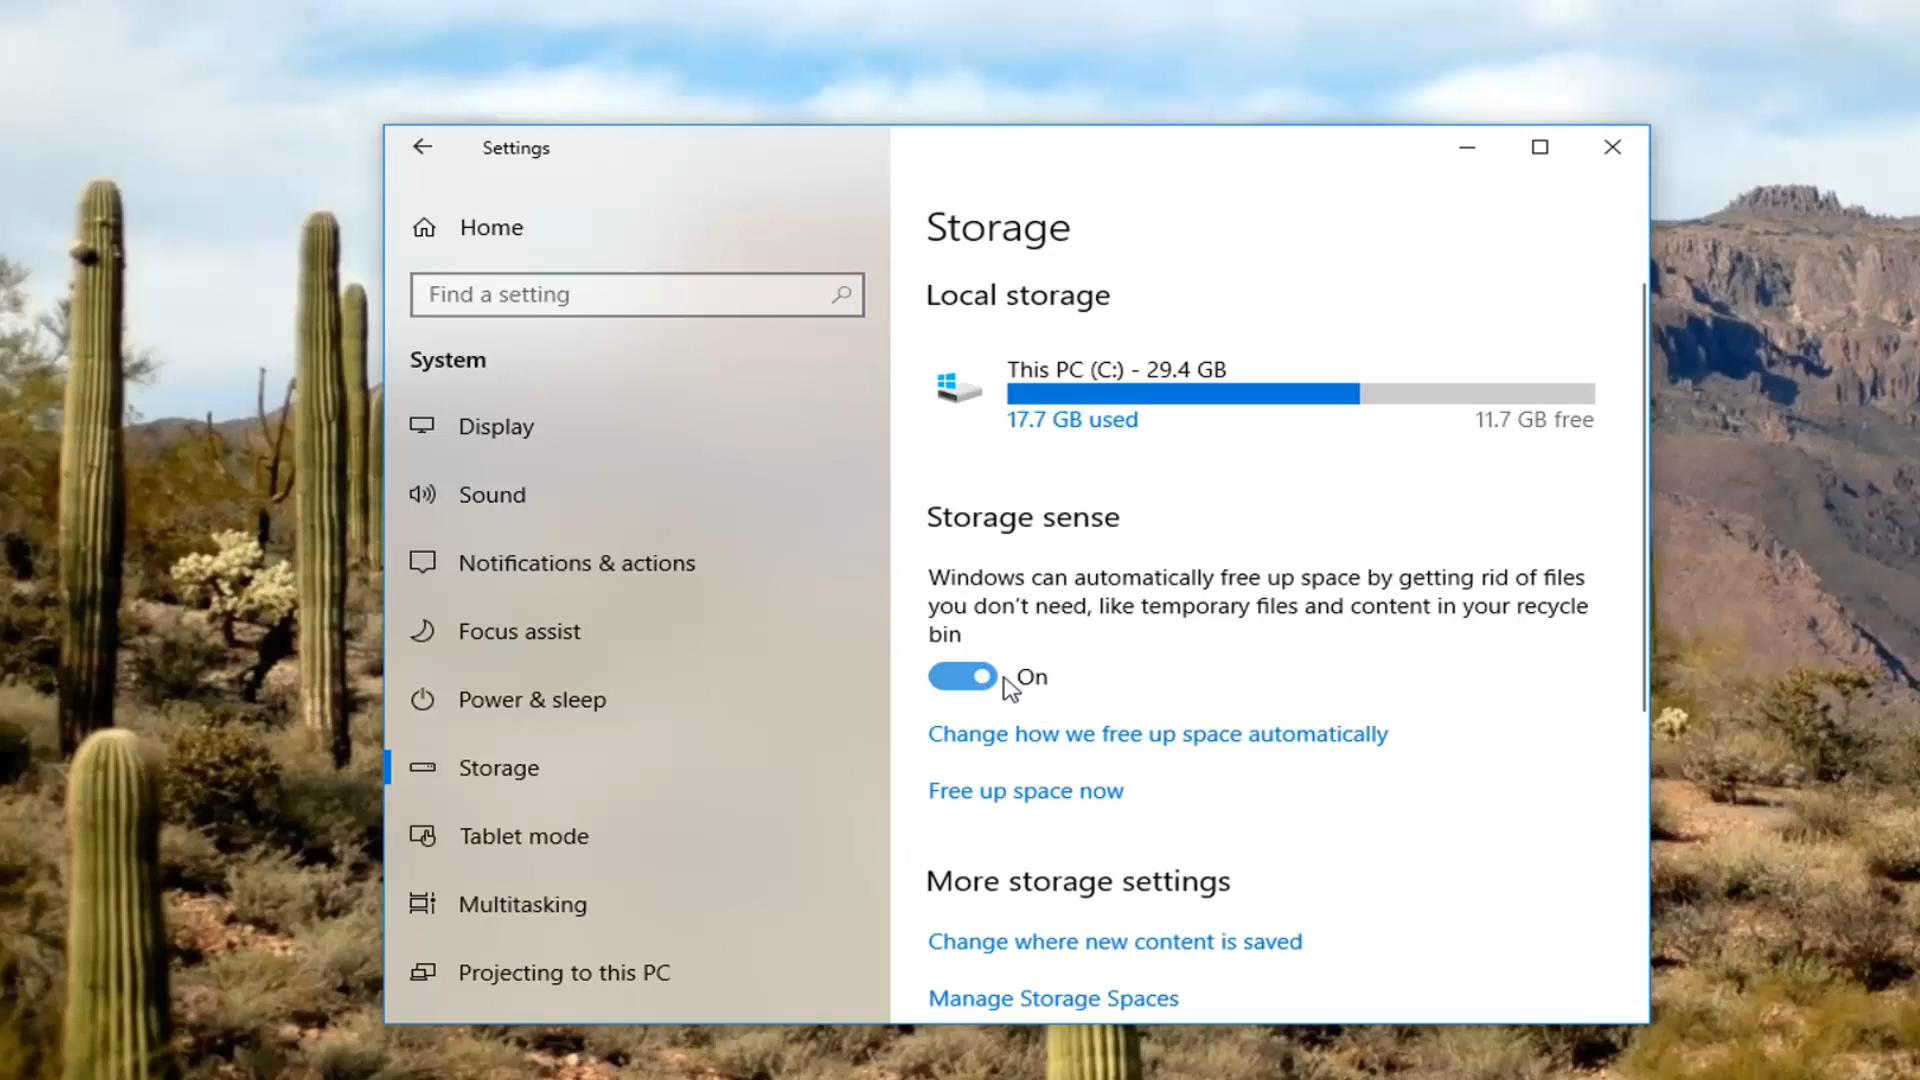 Settings
Home
Find a setting
System
Display
Sound
Notifications & actions
Focus assist
Power & sleep
Storage
Tablet mode
Multitasking
Projecting to this PC
Storage
Local storage
This PC (C:) - 29.4 GB
17.7 GB used
11.7 GB free
Storage sense
Windows can automatically free up space by getting rid of files
you don't need, like temporary files and content in your recycle
bin
On
Change how we free up space automatically
Free up space now
More storage settings
Change where new content is saved
Manage Storage Spaces